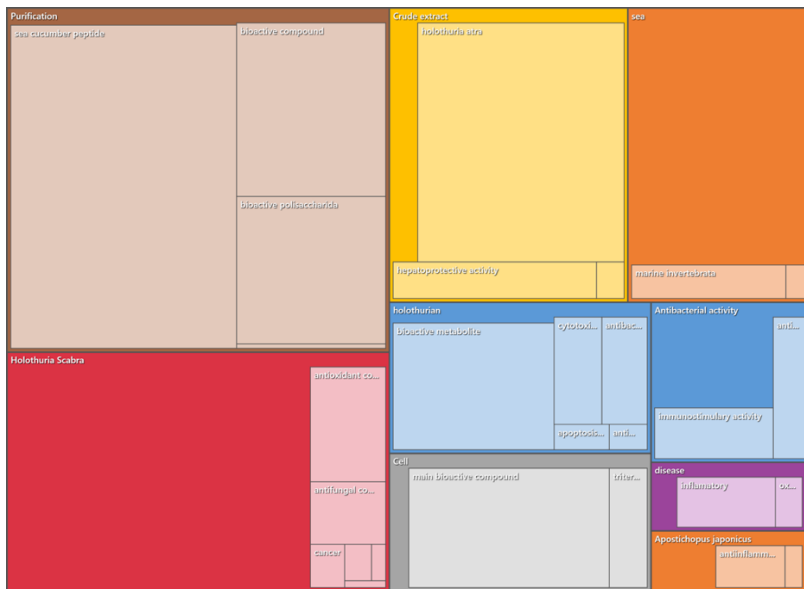 Purification
sea cucumber peptide
bioactive compound
bioactive polisaccharida
Crude extract
holothuria atra
hepatoprotective activity
sea
marine invertebrata
Holothuria Scabra
antioxidant co...
antifungal co...
cancer
holothurian
bioactive metabolite
cytotoxi...
antibac...
apoptosis...
anti...
Antibacterial activity
anti...
immunostimulary activity
Cell
main bioactive compound
triter...
disease
inflamatory
ox...
Apostichopus japonicus
antiinflamm...